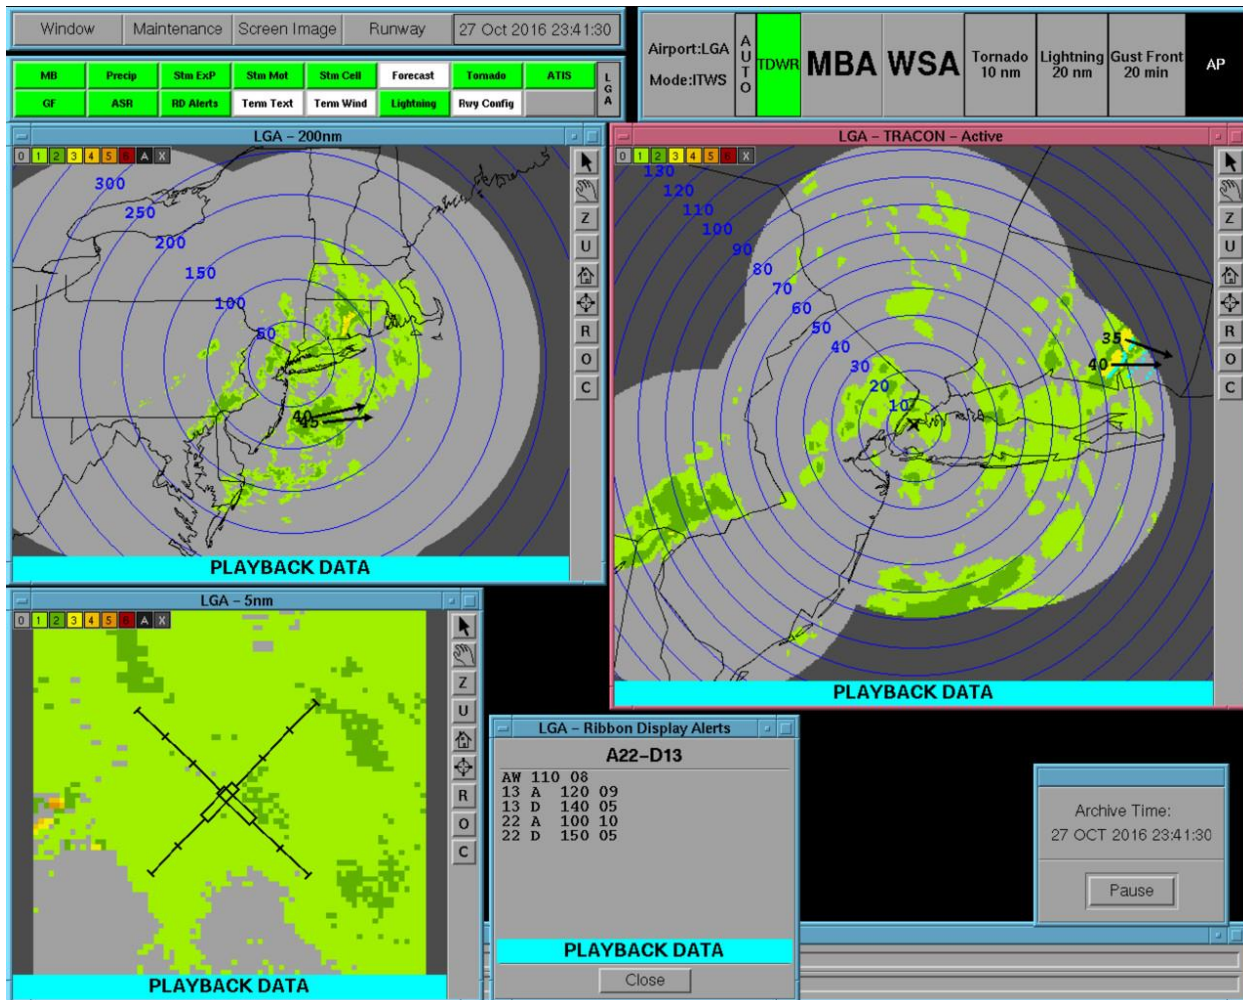 Window Maintenance Screen Image Runway 27 Oct 2016 23:41:30
MB Precip Stm ExP Stm Mot Stm Cell Forecast Tornado ATIS
GF ASR RD Alerts Term Text Term Wind Lightning Rwy Config
LGA
Airport:LGA
Mode:ITWS
AUTO
TDWR
MBA
WSA
Tornado
10 nm
Lightning
20 nm
Gust Front
20 min
AP
LGA – 200nm
0 1 2 3 4 5 6 A X
300
250
200
150
100
50
40
45
Z
U
R
O
C
PLAYBACK DATA
LGA – TRACON – Active
0 1 2 3 4 5 6 X
130
120
110
100
90
80
70
60
50
40
30
20
10
35
40
Z
U
R
O
C
PLAYBACK DATA
LGA – 5nm
0 1 2 3 4 5 6 A X
Z
U
R
O
C
PLAYBACK DATA
LGA – Ribbon Display Alerts
A22–D13
AW 110 08
13 A 120 09
13 D 140 05
22 A 100 10
22 D 150 05
PLAYBACK DATA
Close
Archive Time:
27 OCT 2016 23:41:30
Pause